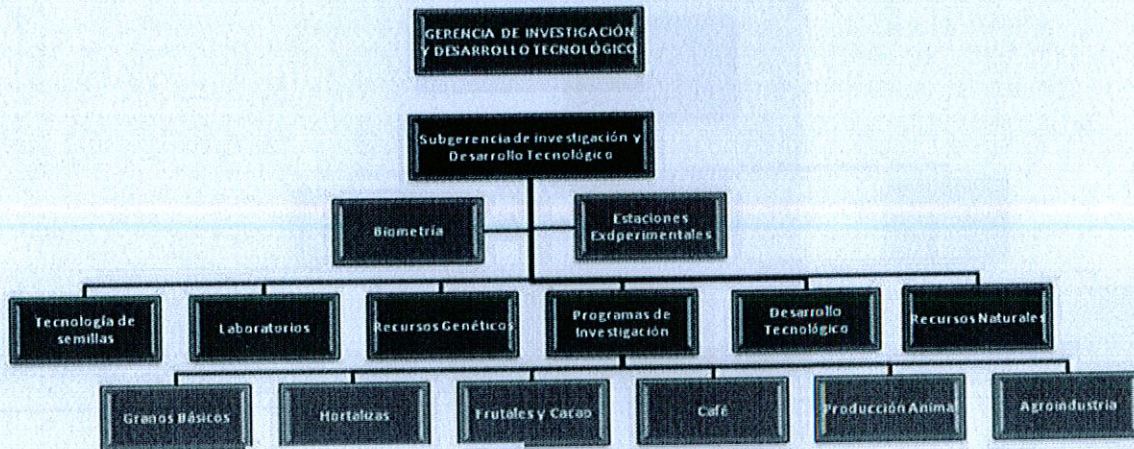 GERENCIA DE INVESTIGACIÓN
Y DESARROLLO TECNOLÓGICO
Subgerencia de investigación y
Desarrollo Tecnológico
Biometría
Estaciones
Exdperimentales
Tecnología de
semillas
Laboratorios
Recursos Genéticos
Programas de
Investigación
Desarrollo
Tecnológico
Recursos Naturales
Granos Básicos
Hortalizas
Frutales y Cacao
Café
Producción Anima
Agroindustria